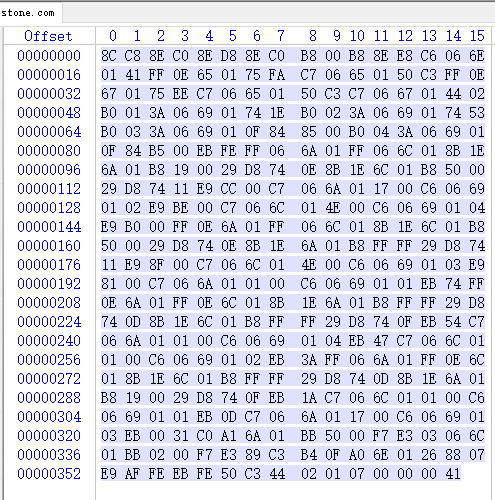 stone.com
Offset 0 1 2 3 4 5 6 7 8 9 10 11 12 13 14 15
00000000 8C C8 8E C0 8E D8 8E C0 B8 00 B8 8E E8 C6 06 6E
00000016 01 41 FF 0E 65 01 75 FA C7 06 65 01 50 C3 FF 0E
00000032 67 01 75 EE C7 06 65 01 50 C3 C7 06 67 01 44 02
00000048 B0 01 3A 06 69 01 74 1E B0 02 3A 06 69 01 74 53
00000064 B0 03 3A 06 69 01 0F 84 85 00 B0 04 3A 06 69 01
00000080 0F 84 B5 00 EB FE FF 06 6A 01 FF 06 6C 01 8B 1E
00000096 6A 01 B8 19 00 29 D8 74 0E 8B 1E 6C 01 B8 50 00
00000112 29 D8 74 11 E9 CC 00 C7 06 6A 01 17 00 C6 06 69
00000128 01 02 E9 BE 00 C7 06 6C 01 4E 00 C6 06 69 01 04
00000144 E9 B0 00 FF 0E 6A 01 FF 06 6C 01 8B 1E 6C 01 B8
00000160 50 00 29 D8 74 0E 8B 1E 6A 01 B8 FF FF 29 D8 74
00000176 11 E9 8F 00 C7 06 6C 01 4E 00 C6 06 69 01 03 E9
00000192 81 00 C7 06 6A 01 01 00 C6 06 69 01 01 EB 74 FF
00000208 0E 6A 01 FF 0E 6C 01 8B 1E 6A 01 B8 FF FF 29 D8
00000224 74 0D 8B 1E 6C 01 B8 FF FF 29 D8 74 0F EB 54 C7
00000240 06 6A 01 01 00 C6 06 69 01 04 EB 47 C7 06 6C 01
00000256 01 00 C6 06 69 01 02 EB 3A FF 06 6A 01 FF 0E 6C
00000272 01 8B 1E 6C 01 B8 FF FF 29 D8 74 0D 8B 1E 6A 01
00000288 B8 19 00 29 D8 74 0F EB 1A C7 06 6C 01 01 00 C6
00000304 06 69 01 01 EB 0D C7 06 6A 01 17 00 C6 06 69 01
00000320 03 EB 00 31 C0 A1 6A 01 BB 50 00 F7 E3 03 06 6C
00000336 01 BB 02 00 F7 E3 89 C3 B4 0F A0 6E 01 26 88 07
00000352 E9 AF FE EB FE 50 C3 44 02 01 07 00 00 00 41